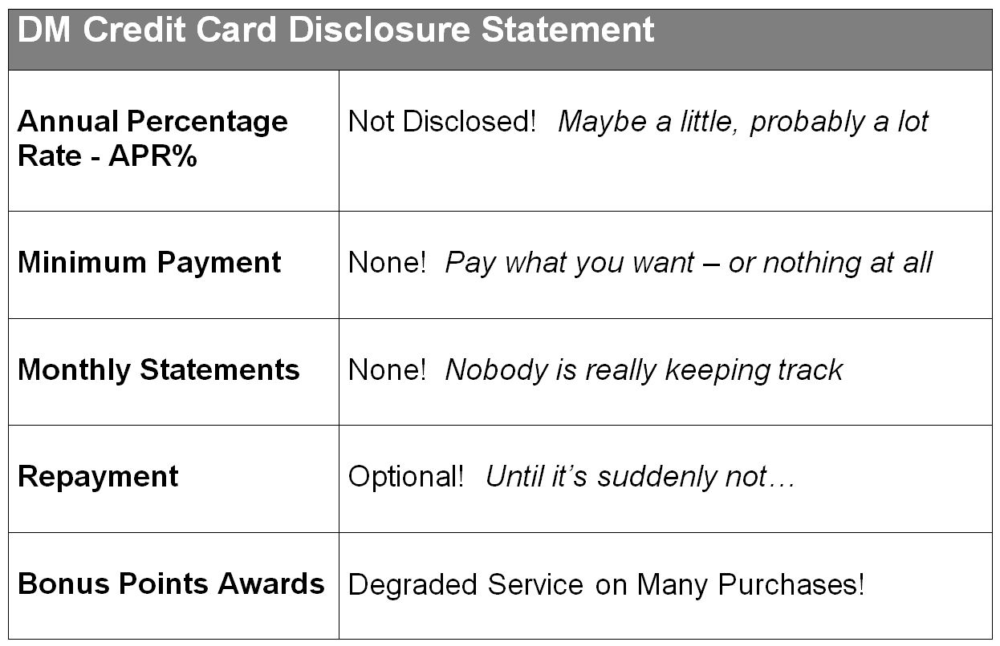 DM Credit Card Disclosure Statement
Annual Percentage
Rate - APR%
Not Disclosed! Maybe a little, probably a lot
Minimum Payment
None! Pay what you want – or nothing at all
Monthly Statements
None! Nobody is really keeping track
Repayment
Optional! Until it’s suddenly not…
Bonus Points Awards
Degraded Service on Many Purchases!